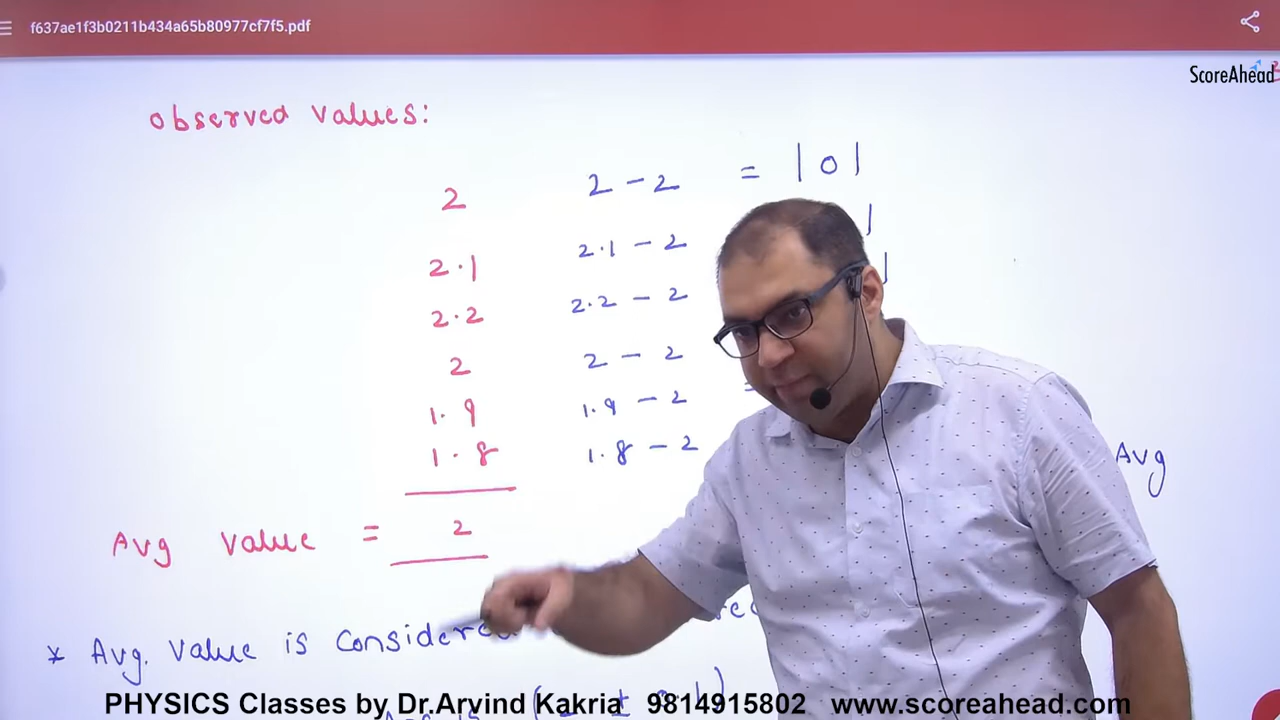 f637ae1f3b0211b434a65b80977cf7f5.pdf
ScoreAhead
Observed values:
2 2 - 2 = |0|
2.1 2.1 - 2 |
2.2 2.2 - 2 |
2 2 - 2
1.9 1.9 - 2 =
1.8 1.8 - 2
Avg
Avg value = 2
* Avg. value is considered
PHYSICS Classes by Dr.Arvind Kakria 9814915802 www.scoreahead.com